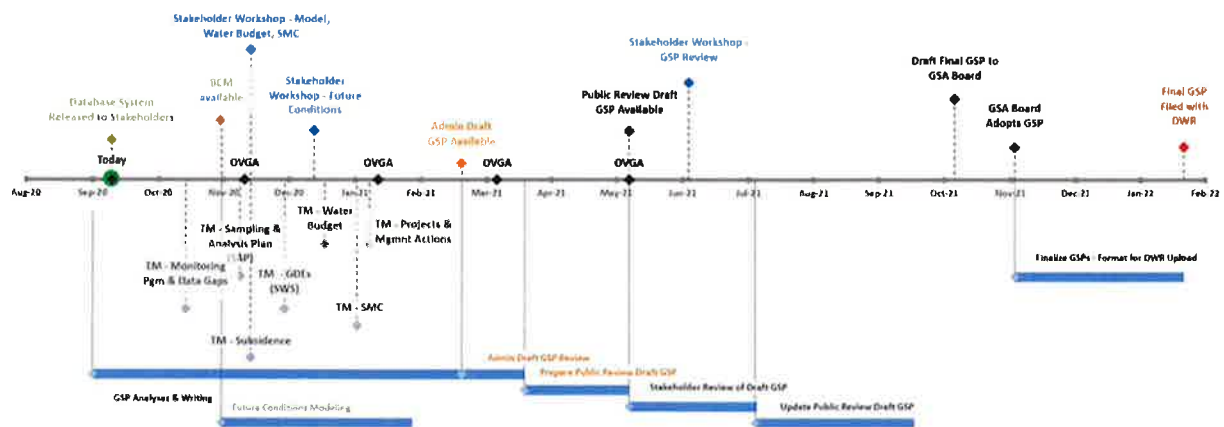 Stakeholder Workshop - Model,
Water Budget, SMC
BCM
available
Stakeholder
Workshop - Future
Conditions
Database System
Released to Stakeholders
Today
OVGA
OVGA
Admin Draft
GSP Available
OVGA
Public Review Draft
GSP Available
OVGA
Stakeholder Workshop -
GSP Review
Draft Final GSP to
GSA Board
GSA Board
Adopts GSP
Final GSP
Filed with
DWR
Aug-20
Sep-20
Oct-20
Nov-20
Dec-20
Jan-21
Feb-21
Mar-21
Apr-21
May-21
Jun-21
Jul-21
Aug-21
Sep-21
Oct-21
Nov-21
Dec-21
Jan-22
Feb-22
TM - Sampling &
Analysis Plan
(SAP)
TM - Water
Budget
TM - Projects &
Mgmnt Actions
TM - Monitoring
Pgm & Data Gaps
TM - GDEs
(SWS)
TM - SMC
TM - Subsidence
Finalize GSPs - Format for DWR Upload
Admin Draft GSP Review
Prepare Public Review Draft GSP
Stakeholder Review of Draft GSP
Update Public Review Draft GSP
GSP Analyses & Writing
Future Conditions Modeling